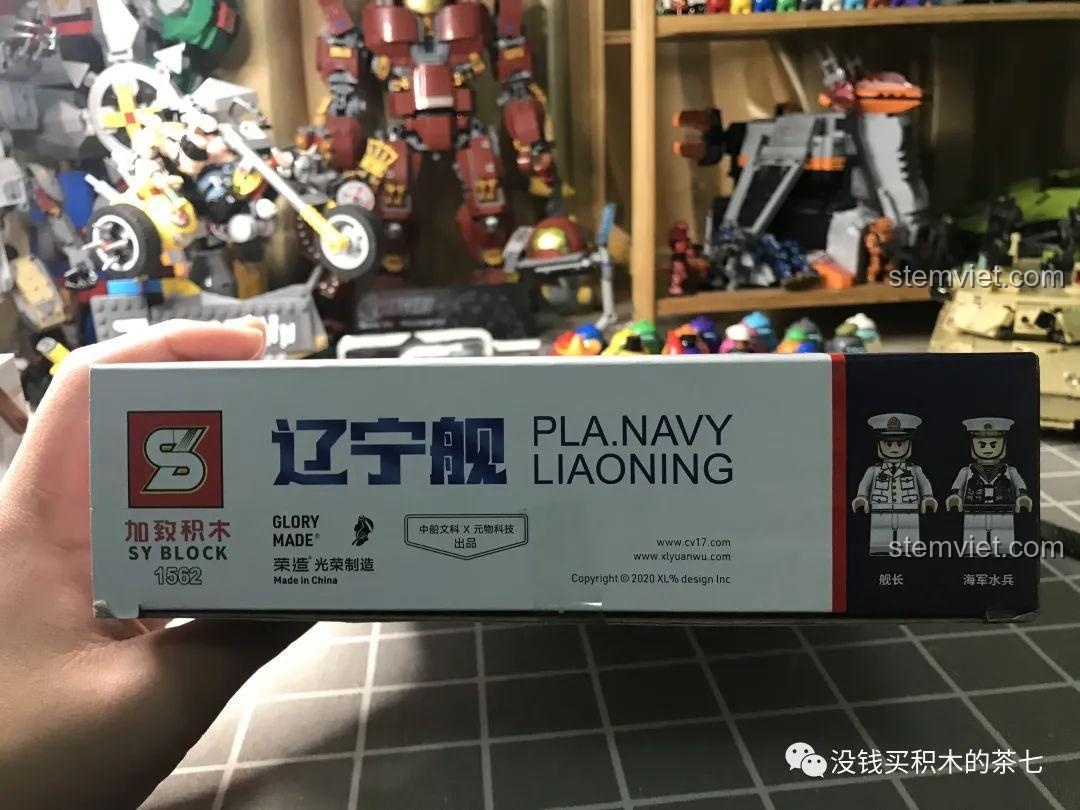 stemviet.com
加致积木
SY BLOCK
1562
辽宁舰
PLA.NAVY
LIAONING
GLORY
MADE®
荣造® 光荣制造
Made in China
中船文科 X 元物科技
出品
www.cv17.com
www.xlyuanwu.com
Copyright © 2020 XL% design Inc
stemviet.com
舰长
海军水兵
没钱买积木的茶七